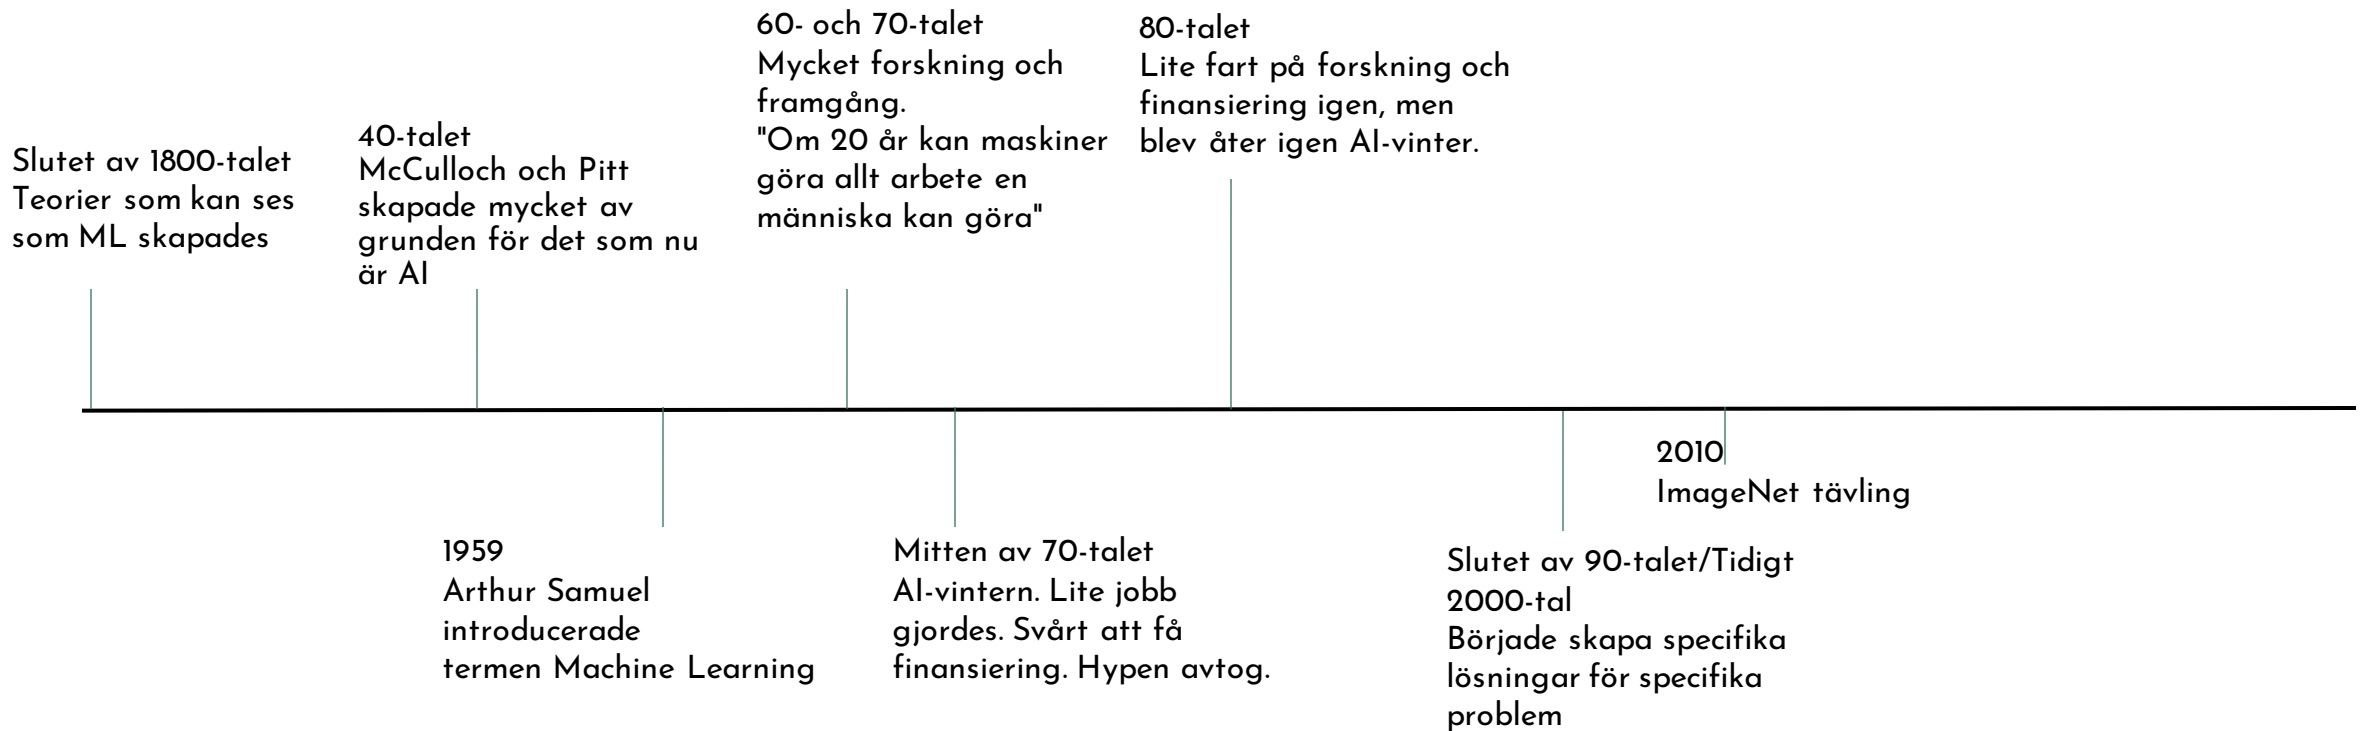 Slutet av 1800-talet
Teorier som kan ses
som ML skapades
40-talet
McCulloch och Pitt
skapade mycket av
grunden för det som nu
är AI
1959
Arthur Samuel
introducerade
termen Machine Learning
60- och 70-talet
Mycket forskning och
framgång.
"Om 20 år kan maskiner
göra allt arbete en
människa kan göra"
Mitten av 70-talet
AI-vintern. Lite jobb
gjordes. Svårt att få
finansiering. Hypen avtog.
80-talet
Lite fart på forskning och
finansiering igen, men
blev åter igen AI-vinter.
Slutet av 90-talet/Tidigt
2000-tal
Började skapa specifika
lösningar för specifika
problem
2010
ImageNet tävling